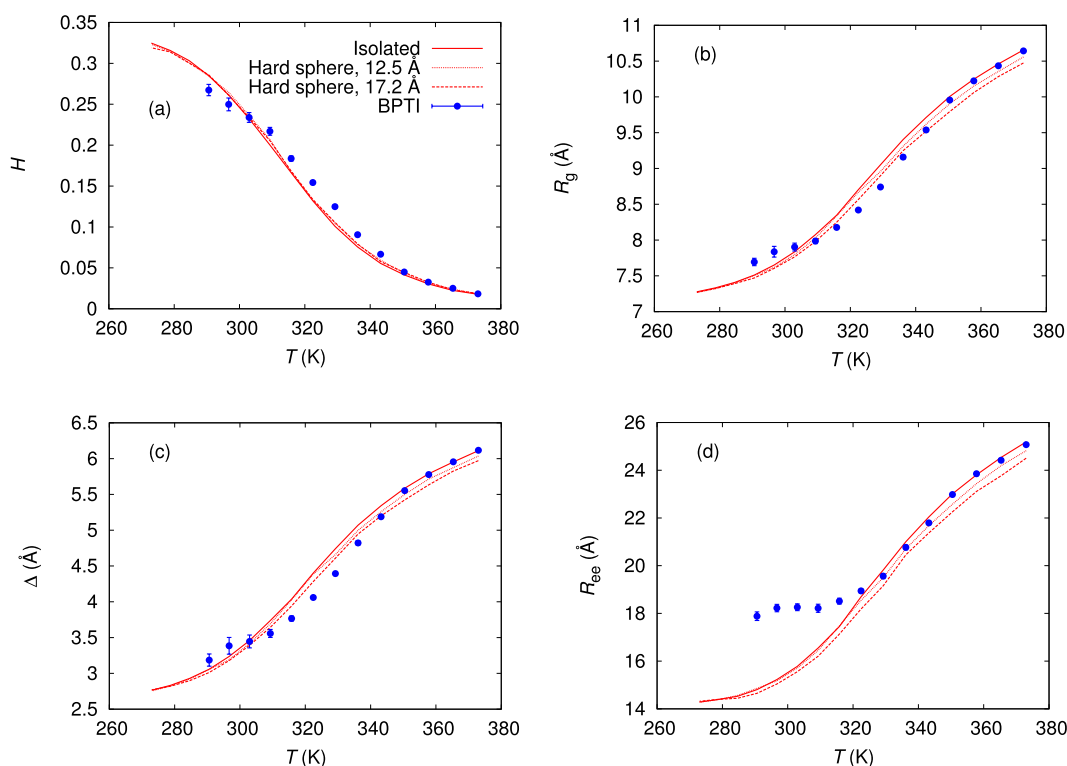 0.35
0.3
0.25
0.2
0.15
0.1
0.05
0
H
(a)
Isolated
Hard sphere, 12.5 Å
Hard sphere, 17.2 Å
BPTI
260 280 300 320 340 360 380
T (K)
10.5
10
9.5
9
8.5
8
7.5
7
Rg (Å)
(b)
260 280 300 320 340 360 380
T (K)
6.5
6
5.5
5
4.5
4
3.5
3
2.5
Δ (Å)
(c)
260 280 300 320 340 360 380
T (K)
26
24
22
20
18
16
14
Ree (Å)
(d)
260 280 300 320 340 360 380
T (K)